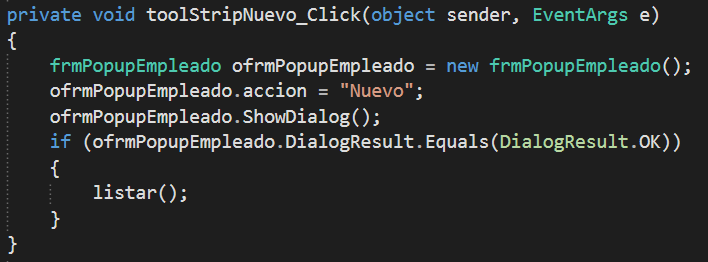 private void toolStripNuevo_Click(object sender, EventArgs e)
{
    frmPopupEmpleado ofrmPopupEmpleado = new frmPopupEmpleado();
    ofrmPopupEmpleado.accion = "Nuevo";
    ofrmPopupEmpleado.ShowDialog();
    if (ofrmPopupEmpleado.DialogResult.Equals(DialogResult.OK))
    {
        listar();
    }
}